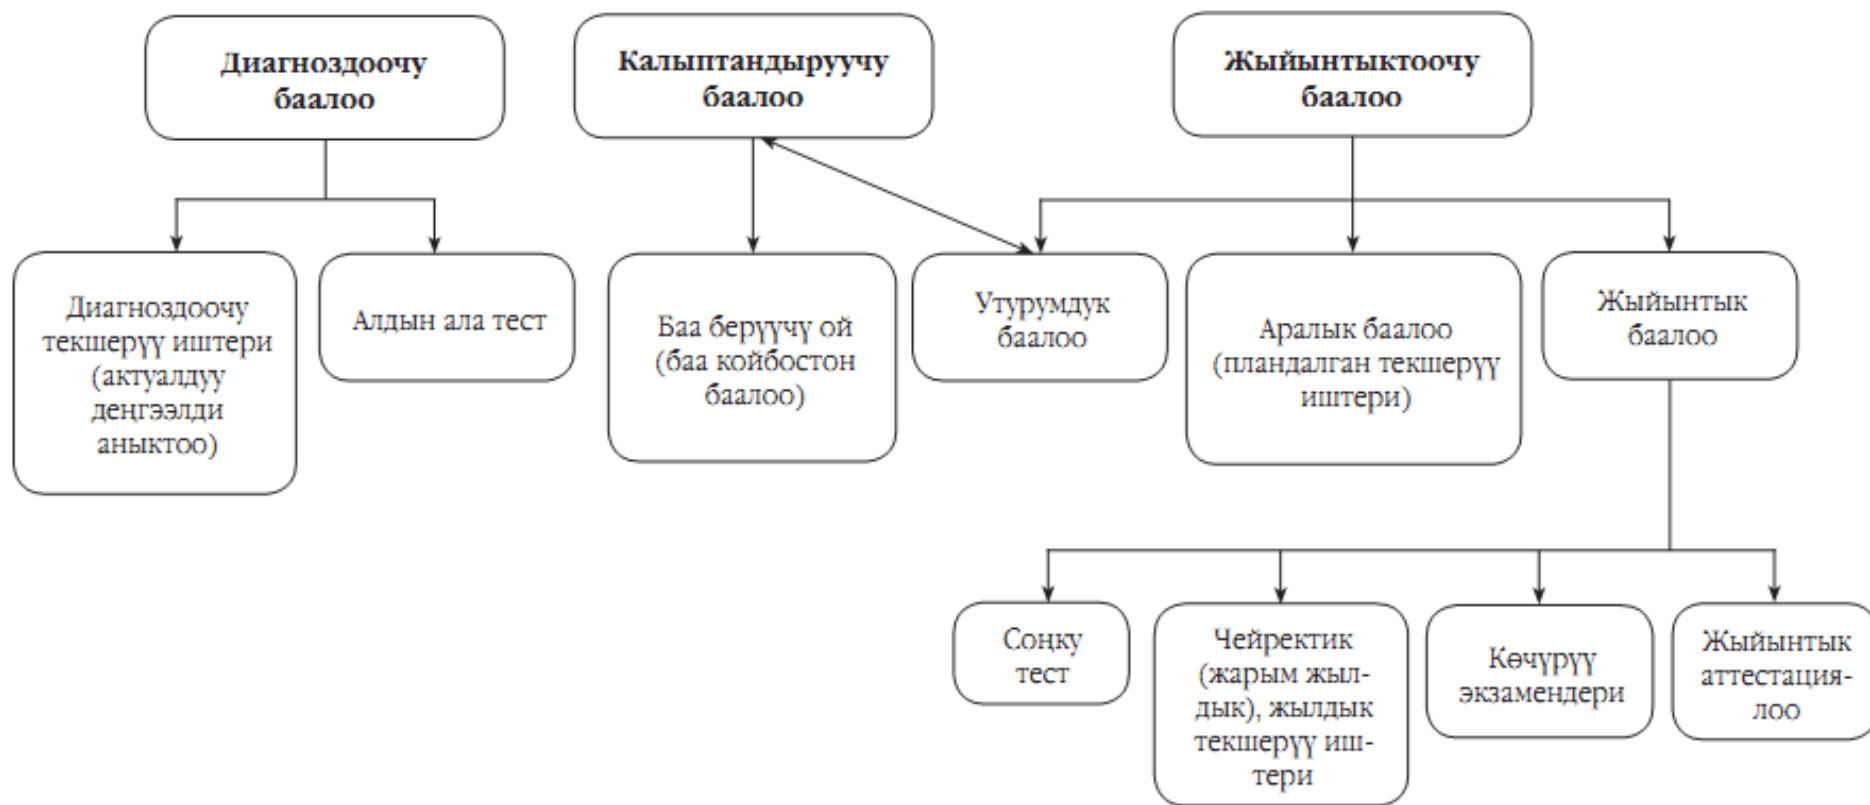 Диагноздоочу
баалоо
Калыптандыруучу
баалоо
Жыйынтыктоочу
баалоо
Диагноздоочу
текшерүү иштери
(актуалдуу
деңгээлди
аныктоо)
Алдын ала тест
Баа берүүчү ой
(баа койбостон
баалоо)
Утурумдук
баалоо
Аралык баалоо
(пландалган текшерүү
иштери)
Жыйынтык
баалоо
Соңку
тест
Чейректик
(жарым жыл-
дык), жылдык
текшерүү иш-
тери
Көчүрүү
экзамендери
Жыйынтык
аттестация-
лоо